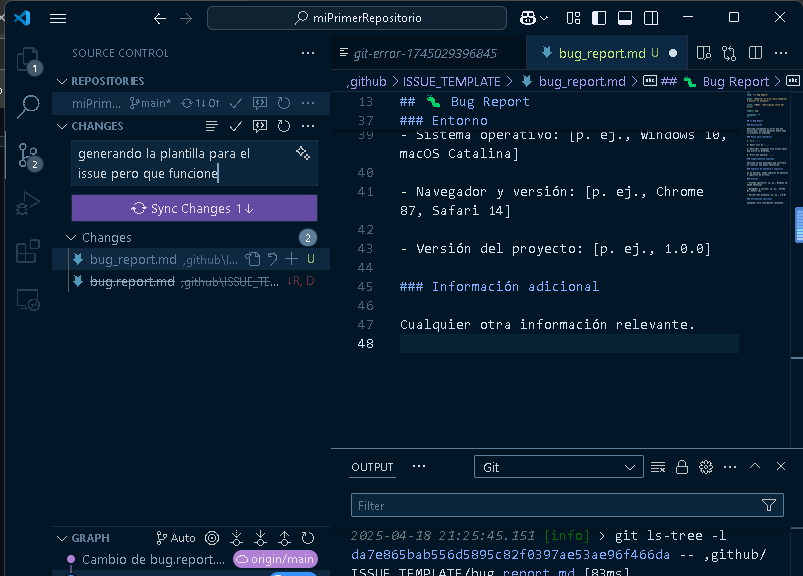 miPrimerRepositorio
SOURCE CONTROL
REPOSITORIES
miPrim... main* 1↓ 0↑
CHANGES
generando la plantilla para el
issue pero que funcione
Sync Changes 1↓
Changes 2
bug_report.md ,github\I... U
bug.report.md ,github\ISSUE_TE... ↓R, D
GRAPH Auto
Cambio de bug.report.... origin/main
1
2
git-error-1745029396845
bug_report.md U
,github > ISSUE_TEMPLATE > bug_report.md > ## 🐛 Bug Report >
13 ## 🐛 Bug Report
37 ### Entorno
39 - Sistema operativo: [p. ej., Windows 10,
macOS Catalina]
40
41 - Navegador y versión: [p. ej., Chrome
87, Safari 14]
42
43 - Versión del proyecto: [p. ej., 1.0.0]
44
45 ### Información adicional
46
47 Cualquier otra información relevante.
48
OUTPUT ... Git
Filter
2025-04-18 21:25:45.151 [info] > git ls-tree -l
da7e865bab556d5895c82f0397ae53ae96f466da -- ,github/
ISSUE_TEMPLATE/bug_report.md [83ms]